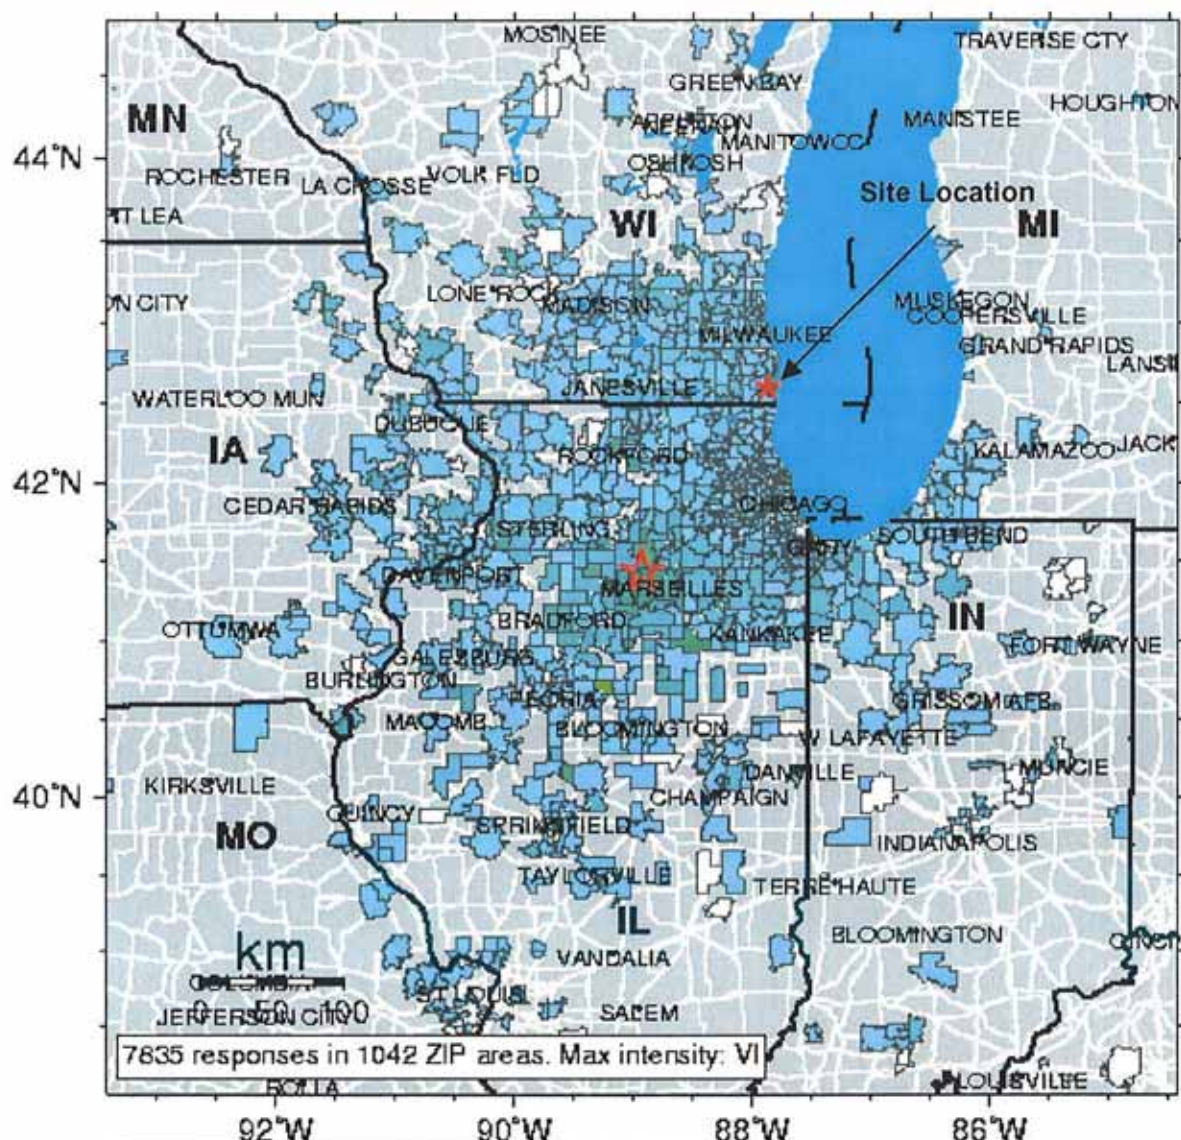 MOSINEE
TRAVERSE CTY
GREEN BAY
HOUGHTON
MN
APPLETON
MANISTEE
44°N
MANITOWOC
OSHKOSH
ROCHESTER
LA CROSSE
VOLK FLD
Site Location
T LEA
WI
MI
LONE ROCK
MADISON
MUSKEGON
COOPERSVILLE
N CITY
MILWAUKEE
GRAND RAPIDS
LANSI
JANESVILLE
WATERLOO MUN
DUBUQUE
IA
ROCKFORD
KALAMAZOO
JACK
42°N
CEDAR RAPIDS
CHICAGO
STERLING
GARY
SOUTH BEND
DAVENPORT
MARSEILLES
BRADFORD
KANKAKEE
IN
OTTUMWA
GALESBURG
FORT WAYNE
BURLINGTON
PEORIA
GRISSOM AFB
MACOMB
BLOOMINGTON
W LAFAYETTE
KIRKSVILLE
DANVILLE
MUNCIE
40°N
CHAMPAIGN
QUINCY
MO
SPRINGFIELD
INDIANAPOLIS
TAYLORVILLE
TERRE HAUTE
IL
BLOOMINGTON
km
VANDALIA
COLUMBIA
ST LOUIS
0 50 100
SALEM
JEFFERSON CITY
7835 responses in 1042 ZIP areas. Max intensity: VI
ROLLA
LOUISVILLE
92°W
90°W
88°W
86°W